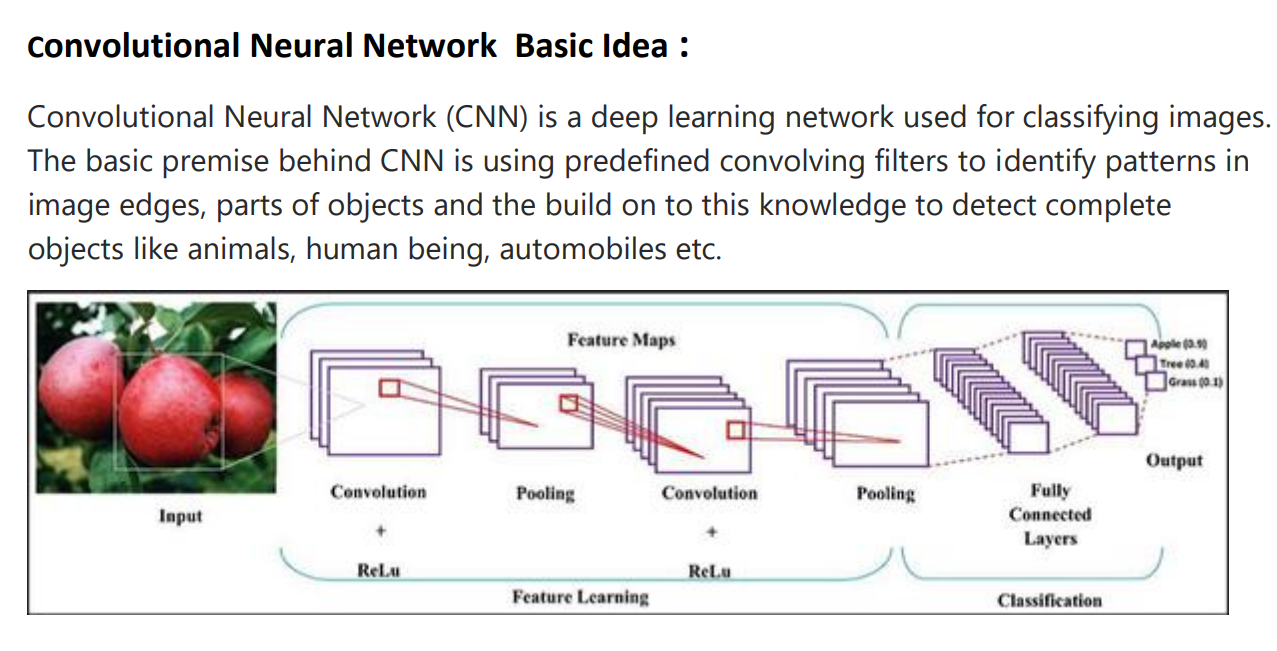 Convolutional Neural Network Basic Idea :
Convolutional Neural Network (CNN) is a deep learning network used for classifying images.
The basic premise behind CNN is using predefined convolving filters to identify patterns in
image edges, parts of objects and the build on to this knowledge to detect complete
objects like animals, human being, automobiles etc.
Feature Maps
Apple (0.9)
Tree (0.4)
Grass (0.1)
Output
Input
Convolution
+
ReLu
Pooling
Convolution
+
ReLu
Pooling
Fully
Connected
Layers
Feature Learning
Classification